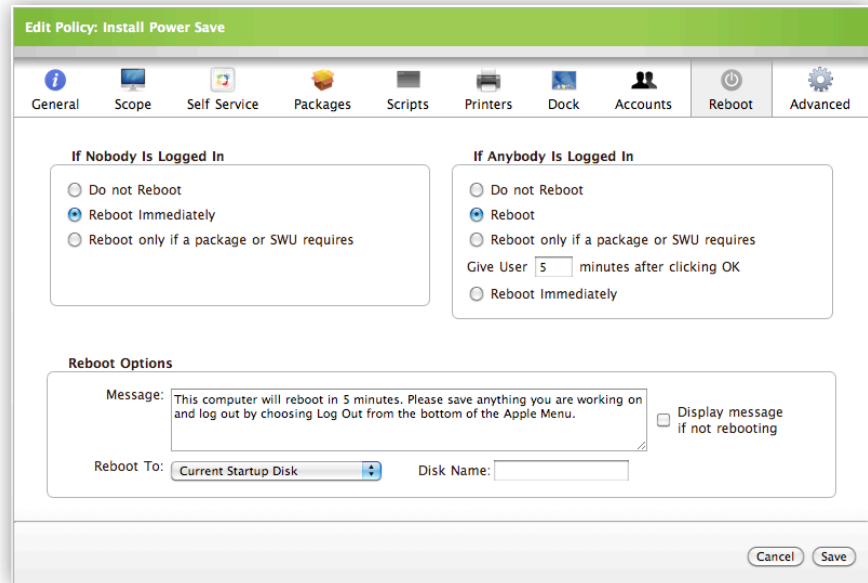 Edit Policy: Install Power Save
General Scope Self Service Packages Scripts Printers Dock Accounts Reboot Advanced
If Nobody Is Logged In
Do not Reboot
Reboot Immediately
Reboot only if a package or SWU requires
If Anybody Is Logged In
Do not Reboot
Reboot
Reboot only if a package or SWU requires
Give User 5 minutes after clicking OK
Reboot Immediately
Reboot Options
Message:
This computer will reboot in 5 minutes. Please save anything you are working on
and log out by choosing Log Out from the bottom of the Apple Menu.
Display message
if not rebooting
Reboot To: Current Startup Disk Disk Name:
Cancel Save